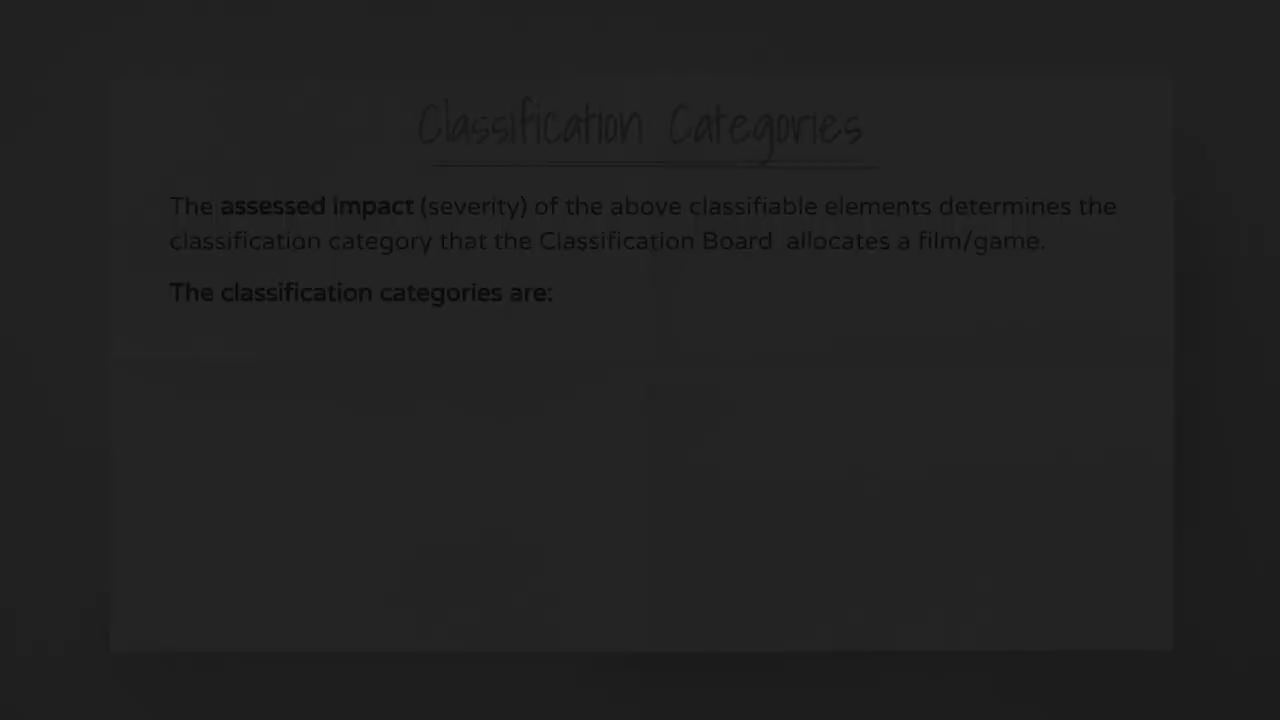 Classification Categories
The assessed impact (severity) of the above classifiable elements determines the
classification category that the Classification Board allocates a film/game.
The classification categories are: